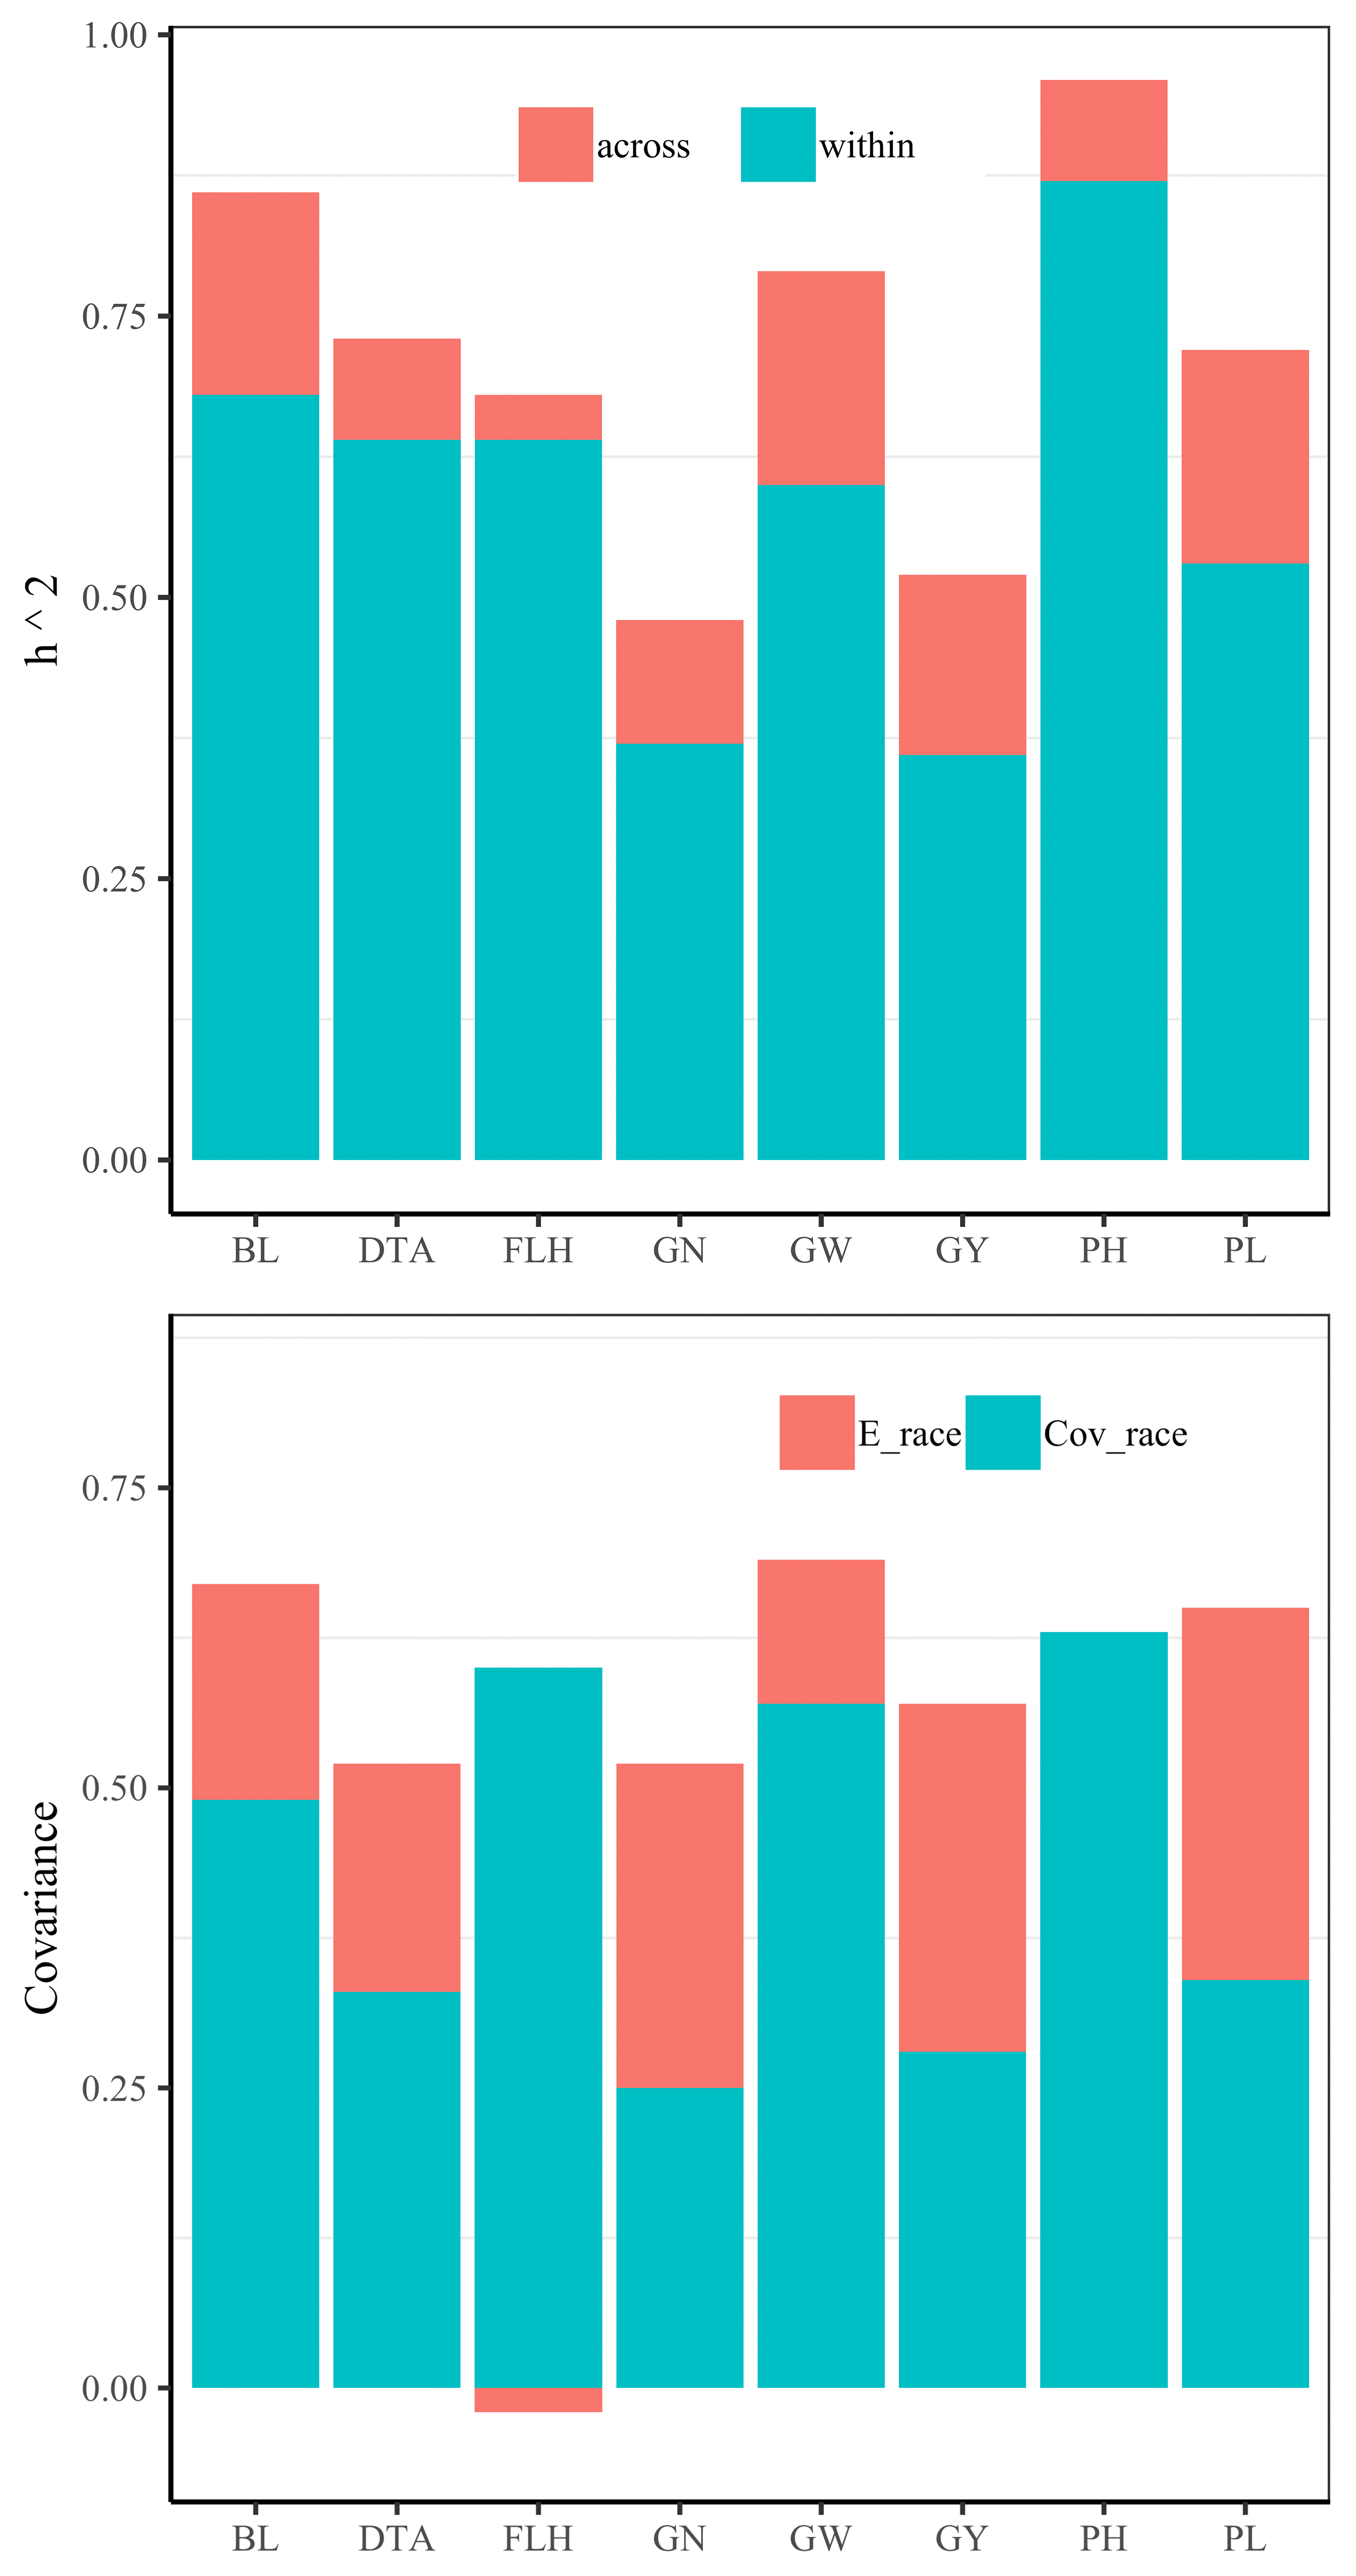 1.00
across within
0.75
0.50
h ^ 2
0.25
0.00
BL DTA FLH GN GW GY PH PL
E_race Cov_race
0.75
0.50
Covariance
0.25
0.00
BL DTA FLH GN GW GY PH PL